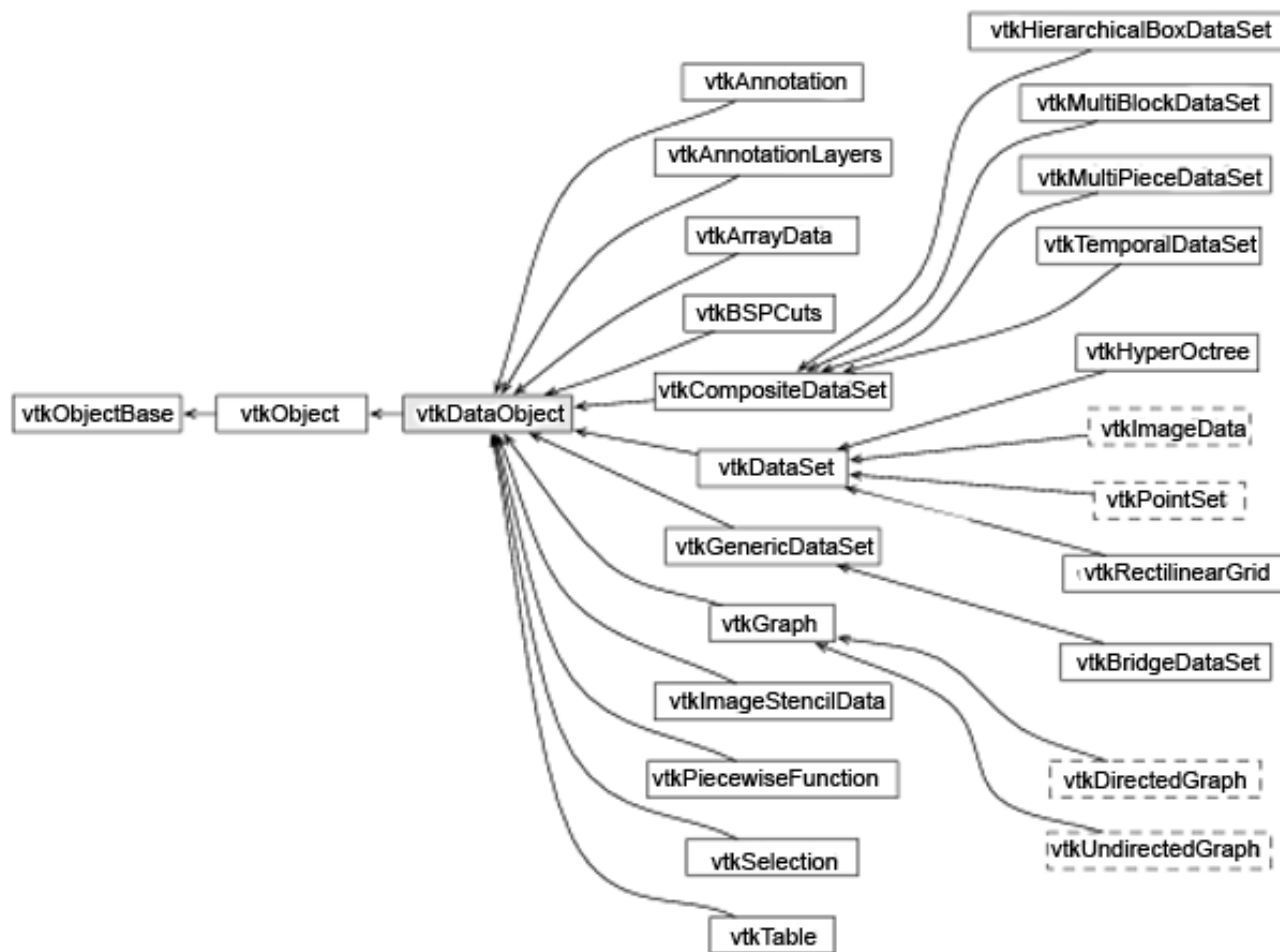 vtkHierarchicalBoxDataSet
vtkAnnotation
vtkMultiBlockDataSet
vtkAnnotationLayers
vtkMultiPieceDataSet
vtkArrayData
vtkTemporalDataSet
vtkBSPCuts
vtkHyperOctree
vtkCompositeDataSet
vtkObjectBase
vtkObject
vtkDataObject
vtkImageData
vtkDataSet
vtkPointSet
vtkGenericDataSet
vtkRectilinearGrid
vtkGraph
vtkBridgeDataSet
vtkImageStencilData
vtkPiecewiseFunction
vtkDirectedGraph
vtkSelection
vtkUndirectedGraph
vtkTable